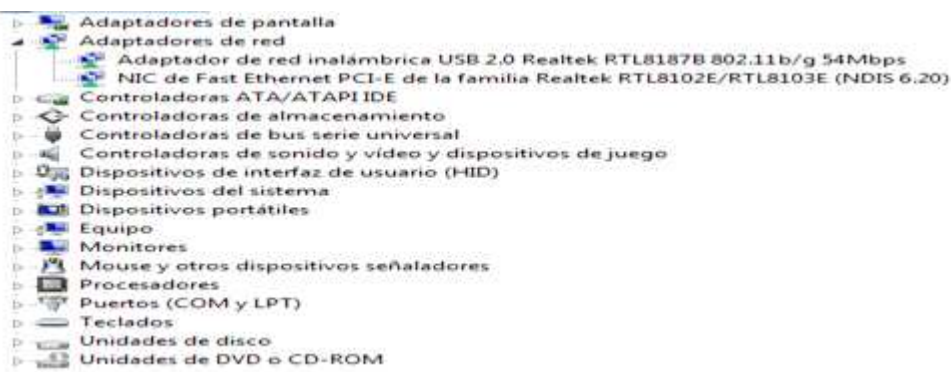 Adaptadores de pantalla
Adaptadores de red
Adaptador de red inalámbrica USB 2.0 Realtek RTL8187B 802.11b/g 54Mbps
NIC de Fast Ethernet PCI-E de la familia Realtek RTL8102E/RTL8103E (NDIS 6.20)
Controladoras ATA/ATAPI IDE
Controladoras de almacenamiento
Controladoras de bus serie universal
Controladoras de sonido y vídeo y dispositivos de juego
Dispositivos de interfaz de usuario (HID)
Dispositivos del sistema
Dispositivos portátiles
Equipo
Monitores
Mouse y otros dispositivos señaladores
Procesadores
Puertos (COM y LPT)
Teclados
Unidades de disco
Unidades de DVD o CD-ROM